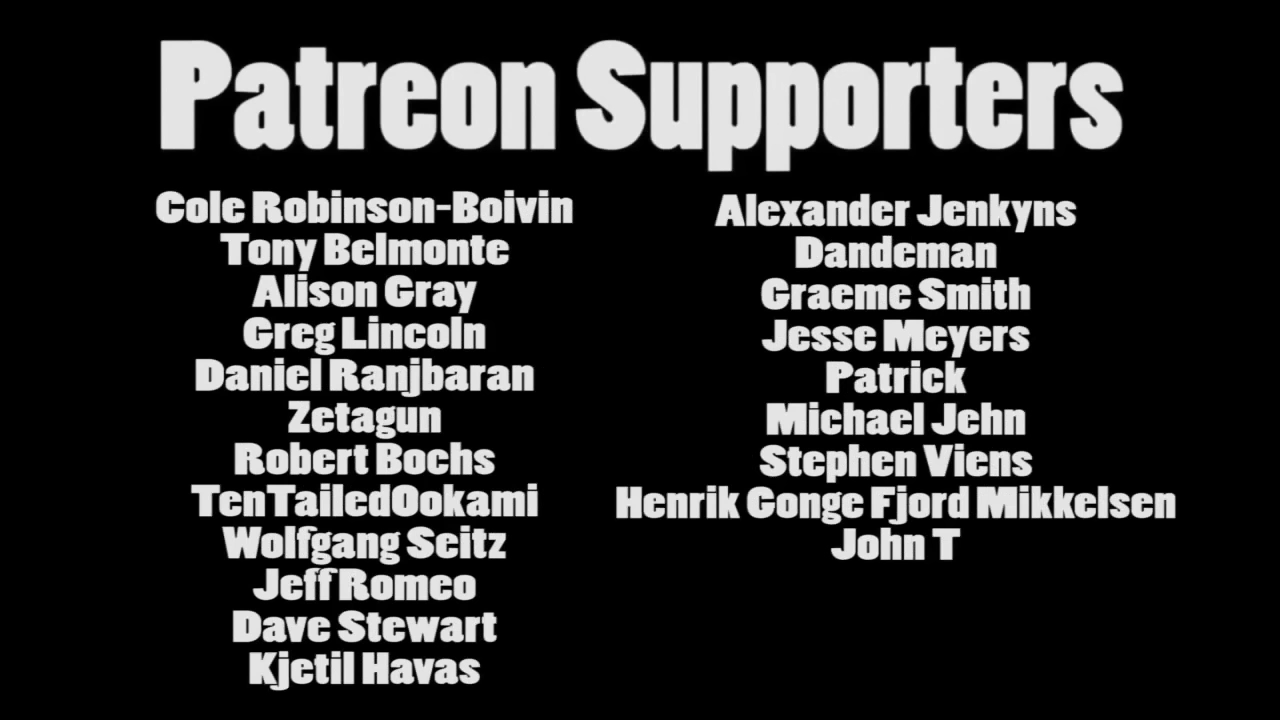 Patreon Supporters
Cole Robinson-Boivin
Tony Belmonte
Alison Gray
Greg Lincoln
Daniel Ranjbaran
Zetagun
Robert Bochs
TenTailedOokami
Wolfgang Seitz
Jeff Romeo
Dave Stewart
Kjetil Havas
Alexander Jenkyns
Dandeman
Graeme Smith
Jesse Meyers
Patrick
Michael Jehn
Stephen Viens
Henrik Gonge Fjord Mikkelsen
John T